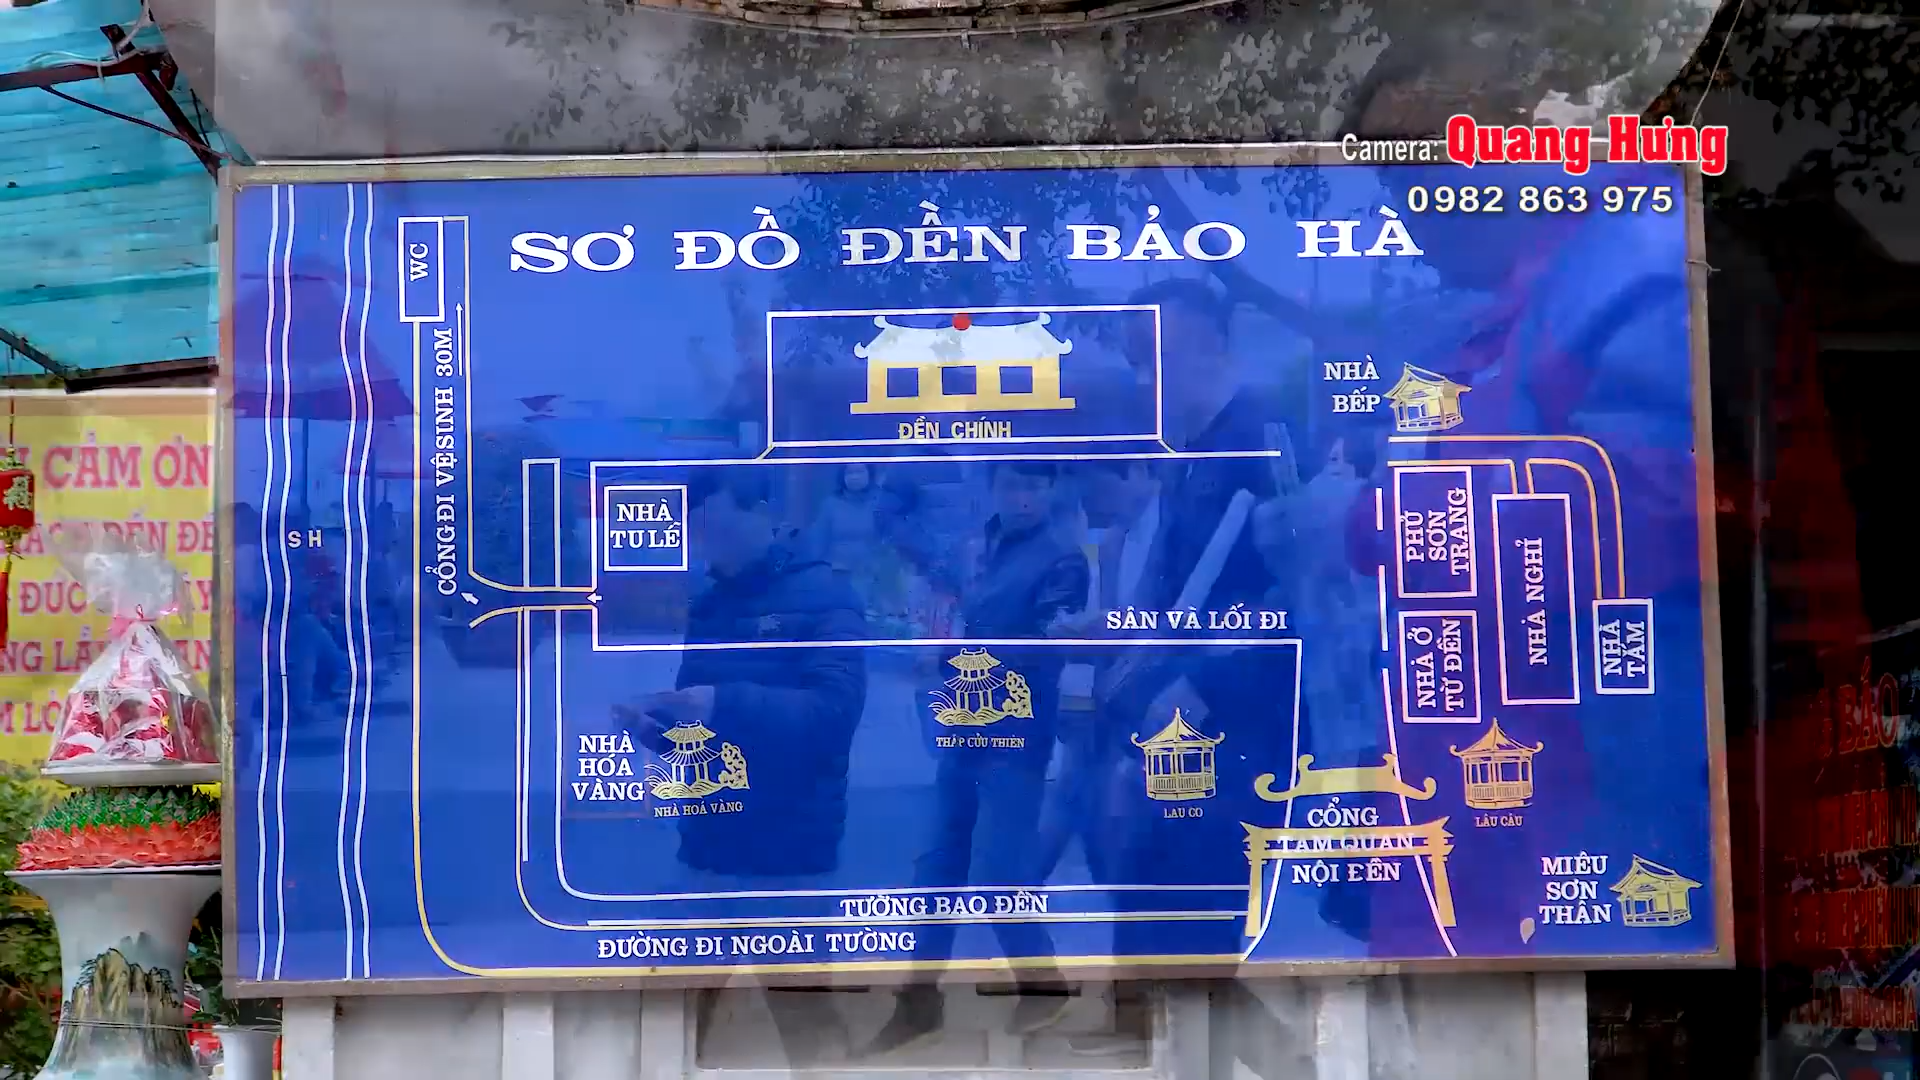 Camera: Quang Hưng
0982 863 975
SƠ ĐỒ ĐỀN BẢO HÀ
WC
CỔNG ĐI VỆ SINH 30M
S H
ĐỀN CHÍNH
NHÀ
BẾP
NHÀ
TU LỄ
PHỦ
SƠN
TRANG
NHÀ NGHỈ
NHÀ
TẮM
NHÀ Ở
TỪ ĐỀN
SÂN VÀ LỐI ĐI
THÁP CỬU THIÊN
NHÀ
HÓA
VÀNG
NHÀ HOÁ VÀNG
LAU CO
LẦU CẬU
CỔNG
TAM QUAN
NỘI ĐỀN
MIẾU
SƠN
THẦN
TƯỜNG BAO ĐỀN
ĐƯỜNG ĐI NGOÀI TƯỜNG
CẢM ƠN